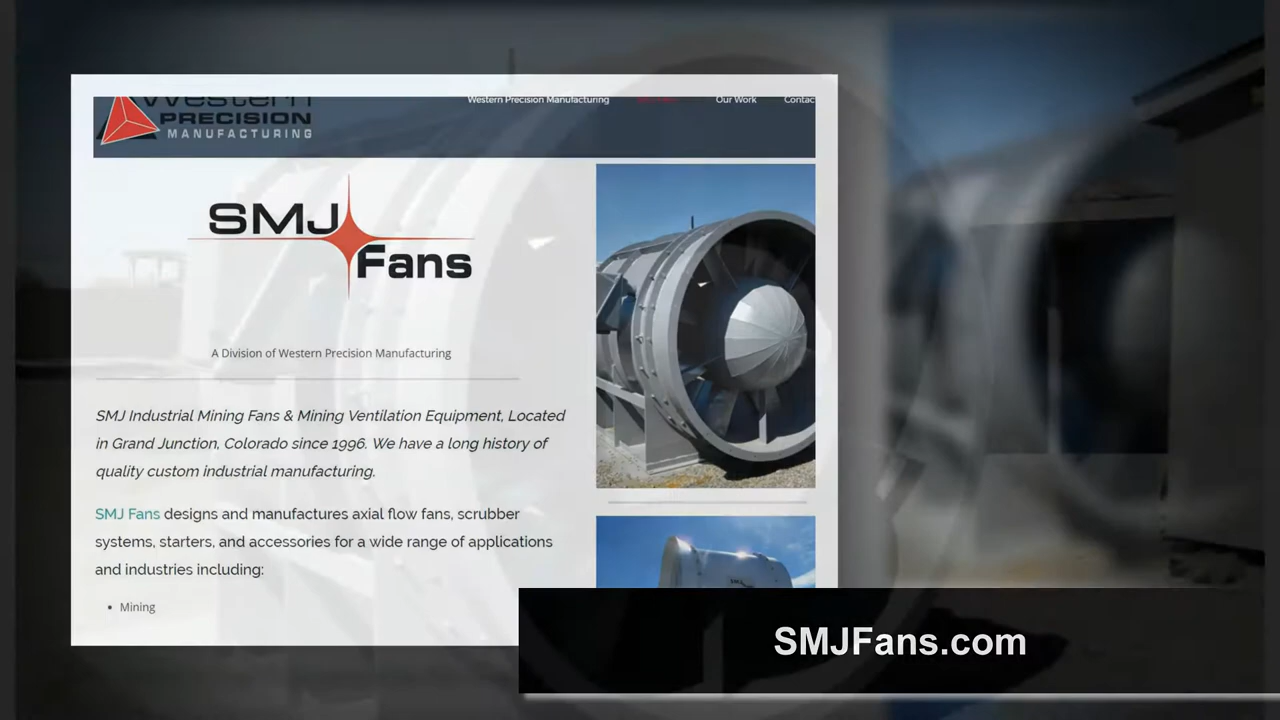 Western
PRECISION
MANUFACTURING
Western Precision Manufacturing
Our Work
Contac
SMJ
Fans
A Division of Western Precision Manufacturing
SMJ Industrial Mining Fans & Mining Ventilation Equipment, Located
in Grand Junction, Colorado since 1996. We have a long history of
quality custom industrial manufacturing.
SMJ Fans designs and manufactures axial flow fans, scrubber
systems, starters, and accessories for a wide range of applications
and industries including:
• Mining
SMJFans.com